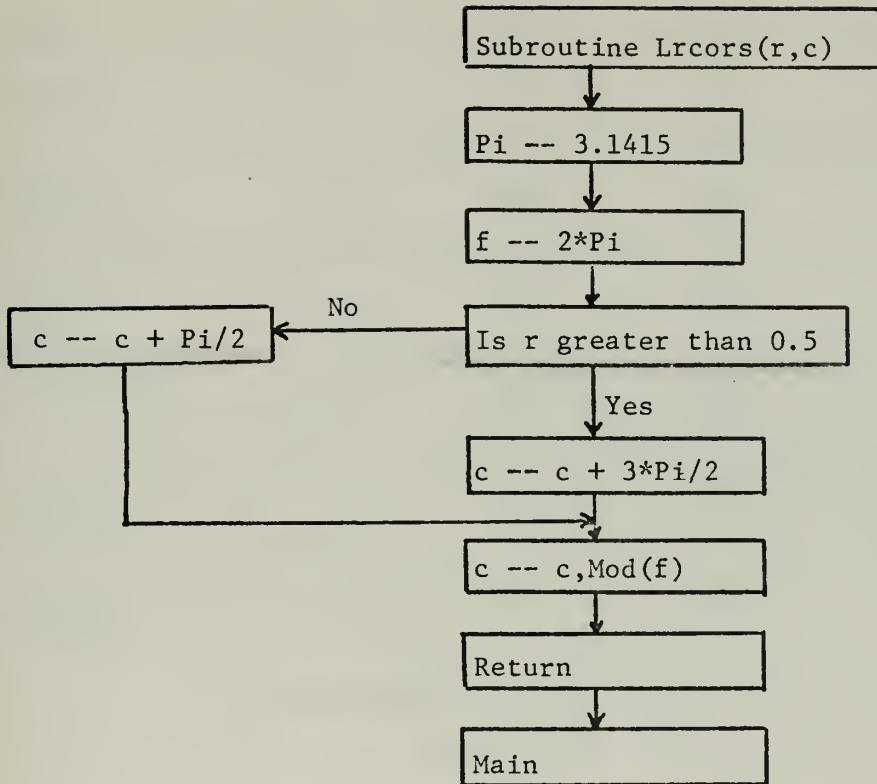 Subroutine Lrcors(r,c)
Pi -- 3.1415
f -- 2*Pi
Is r greater than 0.5
No
c -- c + Pi/2
Yes
c -- c + 3*Pi/2
c -- c,Mod(f)
Return
Main